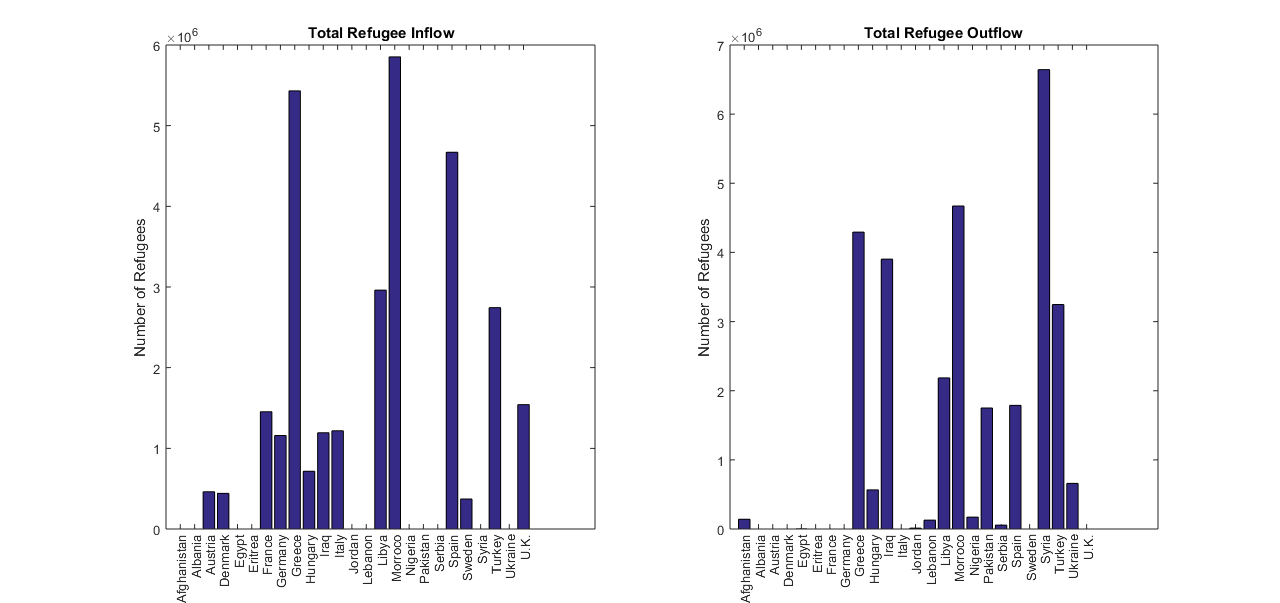 Total Refugee Inflow
×10^6
6
5
4
3
2
1
0
Number of Refugees
Afghanistan
Albania
Austria
Denmark
Egypt
Eritrea
France
Germany
Greece
Hungary
Iraq
Italy
Jordan
Lebanon
Libya
Moroco
Nigeria
Pakistan
Serbia
Spain
Sweden
Syria
Turkey
Ukraine
U.K.
Total Refugee Outflow
×10^6
7
6
5
4
3
2
1
0
Number of Refugees
Afghanistan
Albania
Austria
Denmark
Egypt
Eritrea
France
Germany
Greece
Hungary
Iraq
Italy
Jordan
Lebanon
Libya
Moroco
Nigeria
Pakistan
Serbia
Spain
Sweden
Syria
Turkey
Ukraine
U.K.